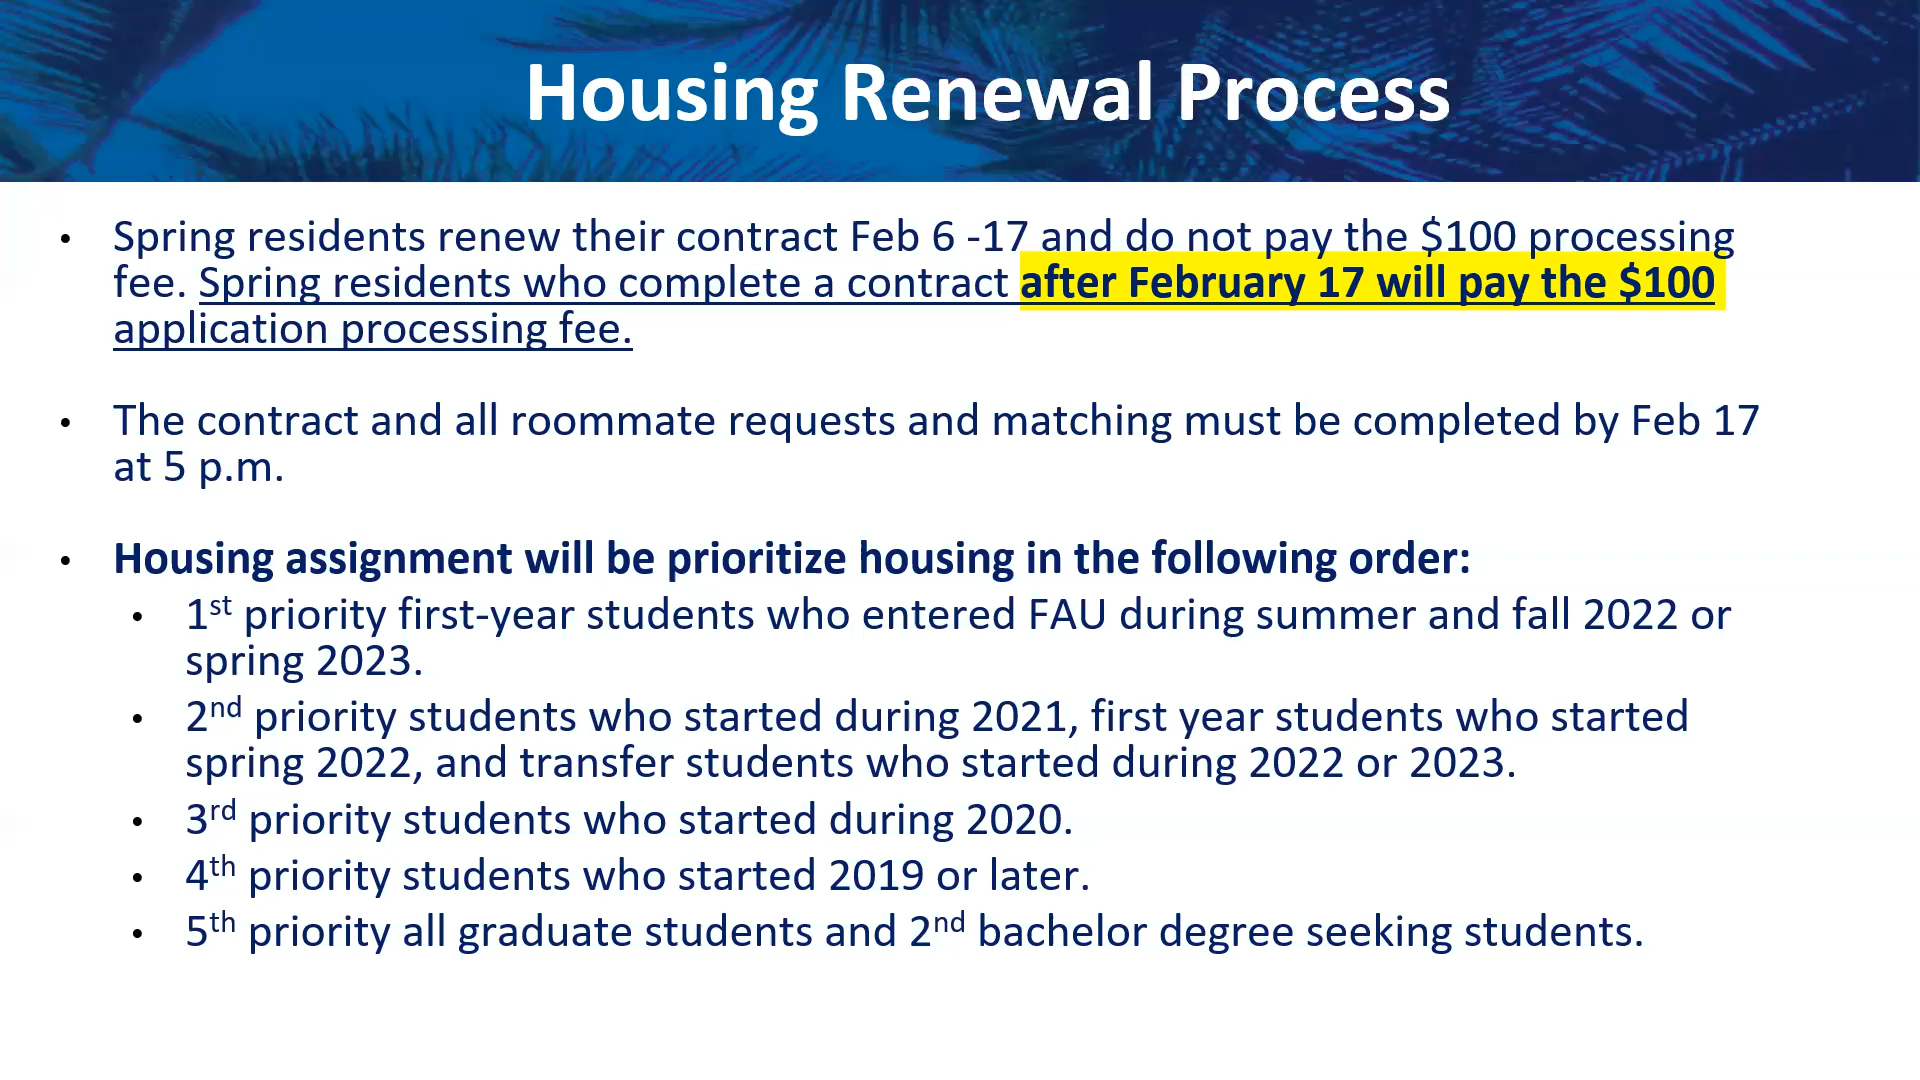 Housing Renewal Process
• Spring residents renew their contract Feb 6 -17 and do not pay the $100 processing
fee. Spring residents who complete a contract after February 17 will pay the $100
application processing fee.
• The contract and all roommate requests and matching must be completed by Feb 17
at 5 p.m.
• Housing assignment will be prioritize housing in the following order:
• 1st priority first-year students who entered FAU during summer and fall 2022 or
spring 2023.
• 2nd priority students who started during 2021, first year students who started
spring 2022, and transfer students who started during 2022 or 2023.
• 3rd priority students who started during 2020.
• 4th priority students who started 2019 or later.
• 5th priority all graduate students and 2nd bachelor degree seeking students.